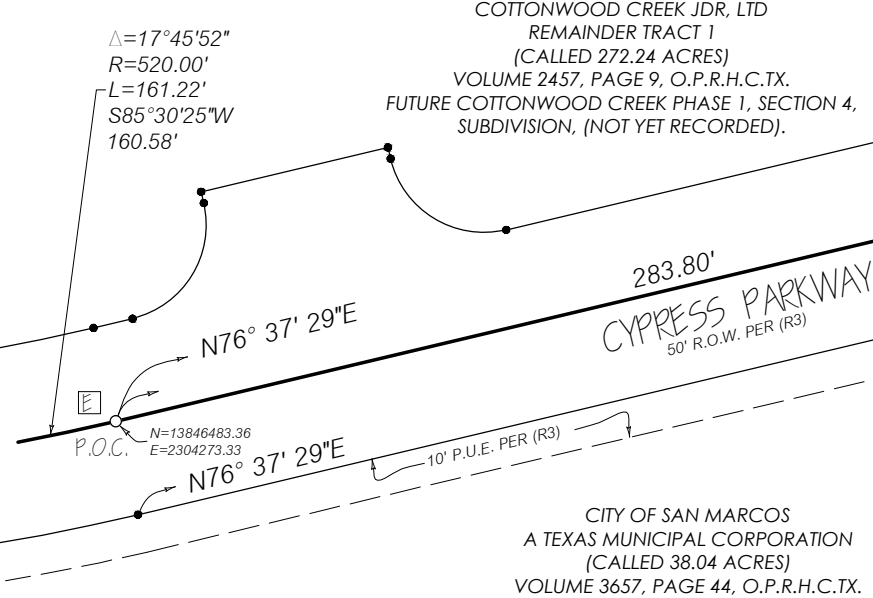 COTTONWOOD CREEK JDR, LTD
REMAINDER TRACT 1
(CALLED 272.24 ACRES)
VOLUME 2457, PAGE 9, O.P.R.H.C.TX.
FUTURE COTTONWOOD CREEK PHASE 1, SECTION 4,
SUBDIVISION, (NOT YET RECORDED).
Δ=17°45'52"
R=520.00'
L=161.22'
S85°30'25"W
160.58'
283.80'
CYPRESS PARKWAY
50' R.O.W. PER (R3)
N76° 37' 29"E
E
P.O.C.
N=13846483.36
E=2304273.33
N76° 37' 29"E
10' P.U.E. PER (R3)
CITY OF SAN MARCOS
A TEXAS MUNICIPAL CORPORATION
(CALLED 38.04 ACRES)
VOLUME 3657, PAGE 44, O.P.R.H.C.TX.